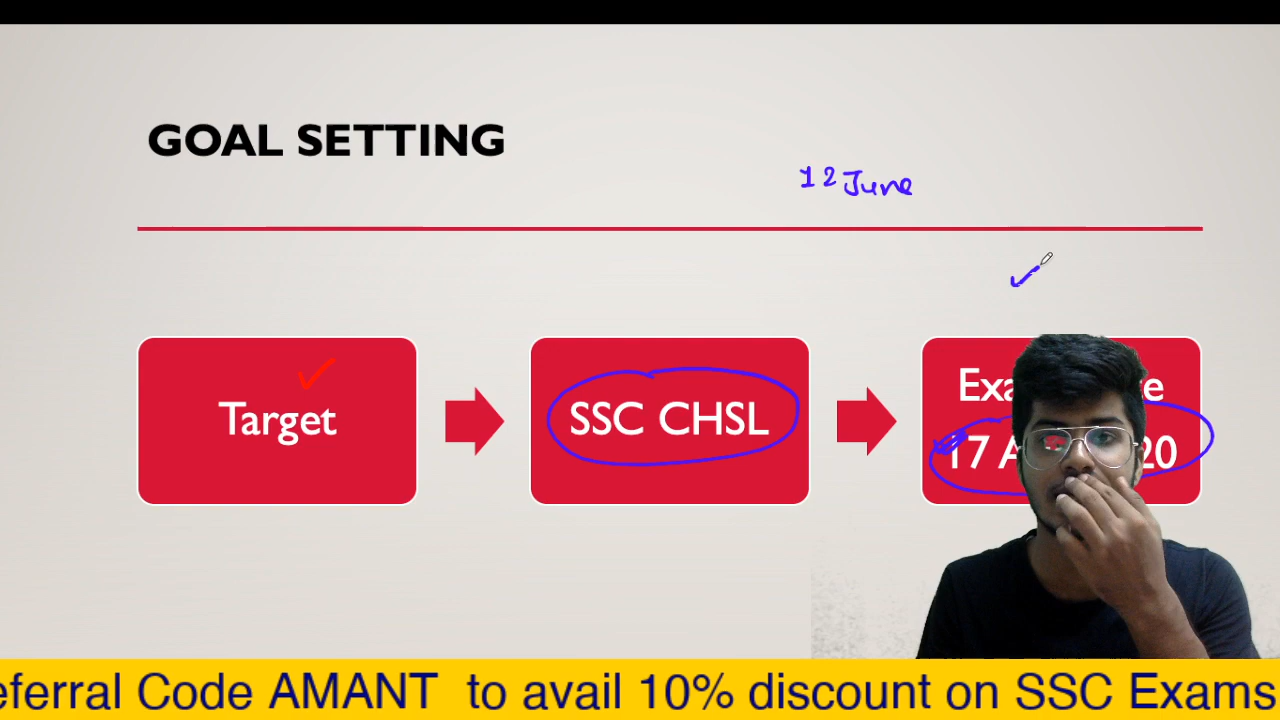 GOAL SETTING
12 June
Target
SSC CHSL
17
20
eferral Code AMANT to avail 10% discount on SSC Exams